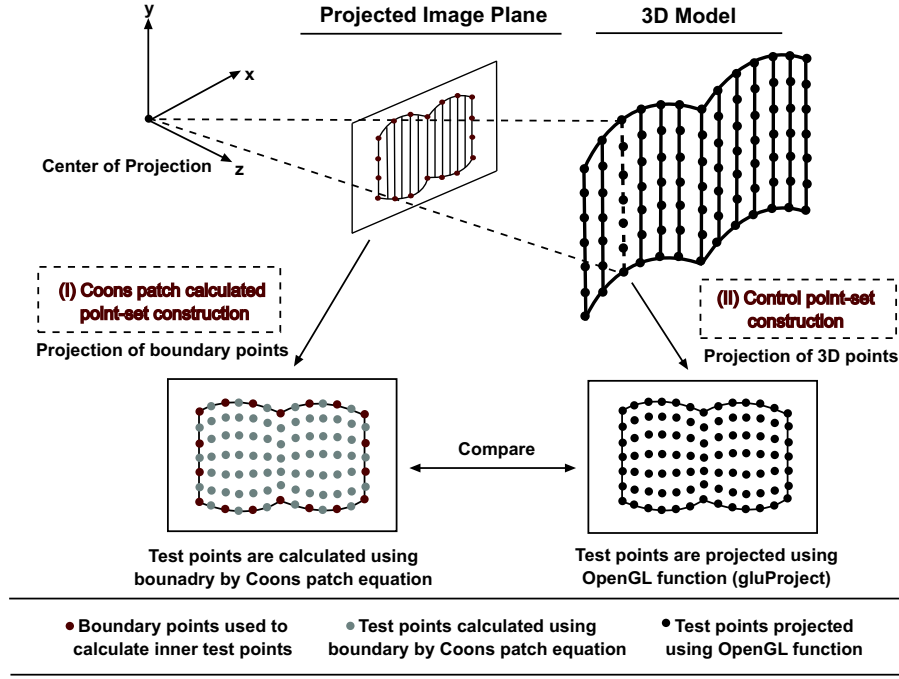 Projected Image Plane
3D Model
y
x
z
Center of Projection
(I) Coons patch calculated
point-set construction
Projection of boundary points
(II) Control point-set
construction
Projection of 3D points
Compare
Test points are calculated using
bounadry by Coons patch equation
Test points are projected using
OpenGL function (gluProject)
Boundary points used to
calculate inner test points
Test points calculated using
boundary by Coons patch equation
Test points projected
using OpenGL function